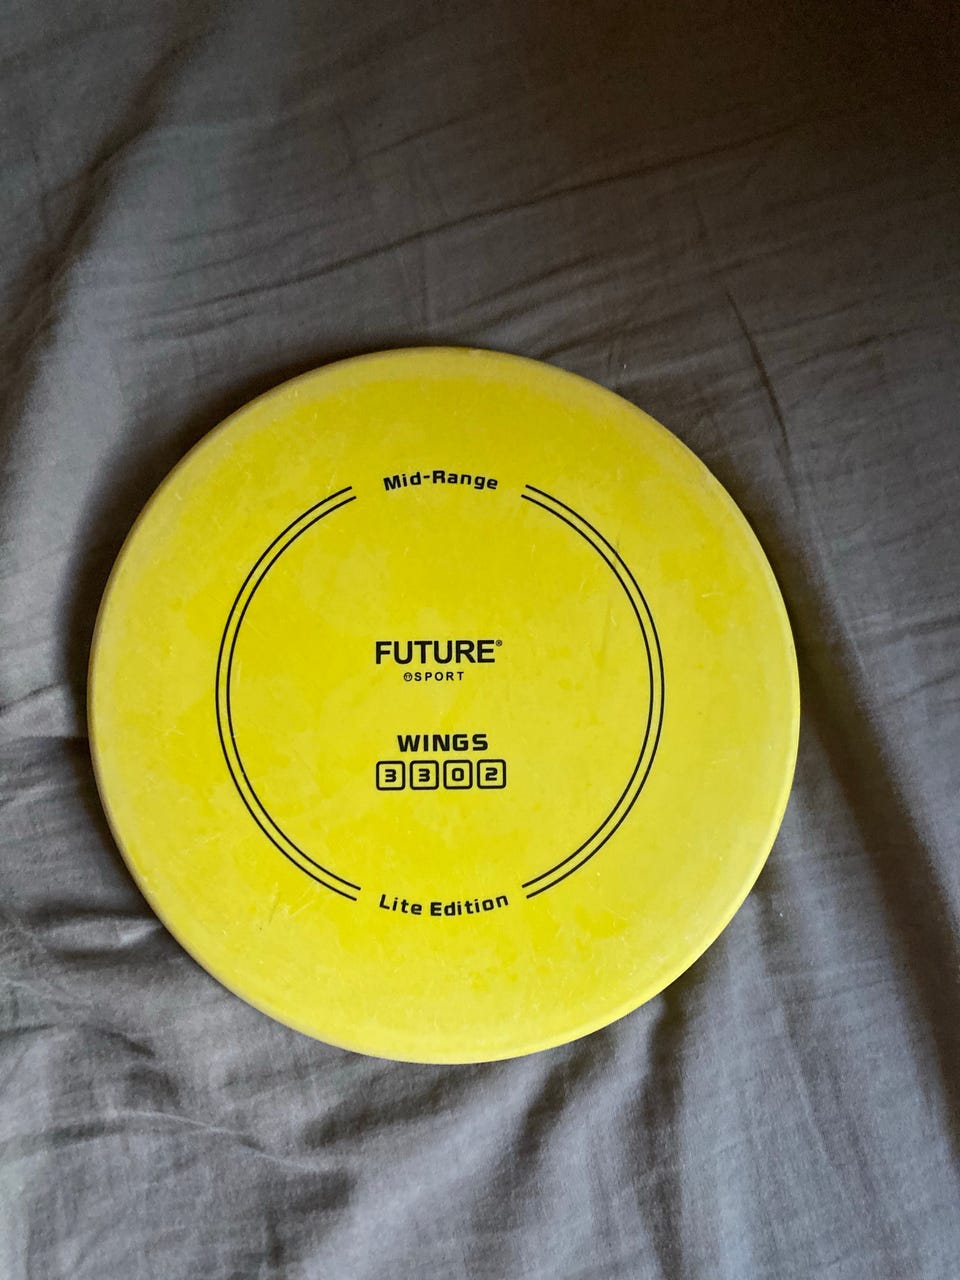 Mid-Range
FUTURE®
SPORT
WINGS
3 3 0 2
Lite Edition